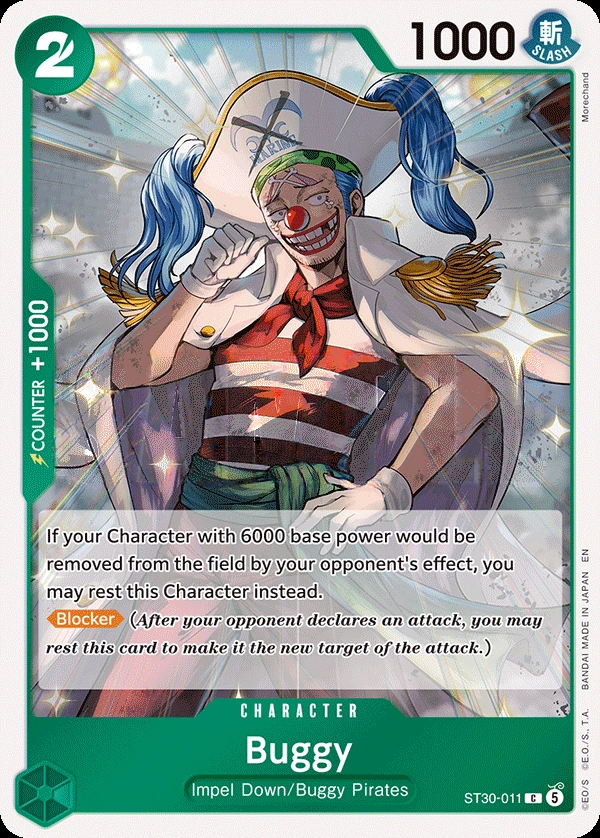 2
1000
斬
SLASH
Morechand
MARINE
COUNTER +1000
If your Character with 6000 base power would be
removed from the field by your opponent's effect, you
may rest this Character instead.
Blocker (After your opponent declares an attack, you may
rest this card to make it the new target of the attack.)
CHARACTER
Buggy
Impel Down/Buggy Pirates
ST30-011 C 5
©EO/S ©E.O./S., T.A. BANDAI MADE IN JAPAN EN